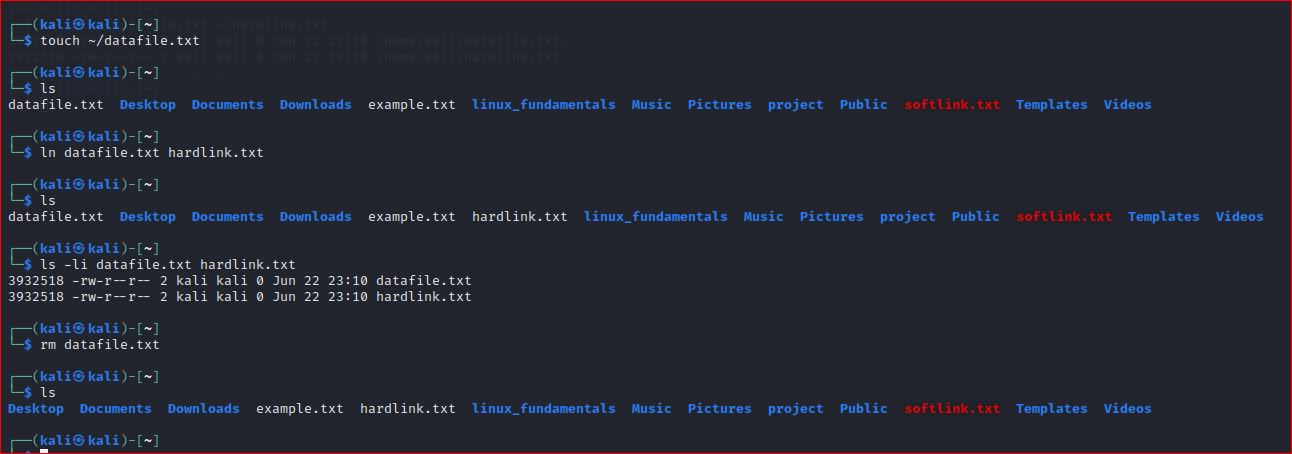 ┌──(kali㉿kali)-[~]
└─$ touch ~/datafile.txt
┌──(kali㉿kali)-[~]
└─$ ls
datafile.txt Desktop Documents Downloads example.txt linux_fundamentals Music Pictures project Public softlink.txt Templates Videos
┌──(kali㉿kali)-[~]
└─$ ln datafile.txt hardlink.txt
┌──(kali㉿kali)-[~]
└─$ ls
datafile.txt Desktop Documents Downloads example.txt hardlink.txt linux_fundamentals Music Pictures project Public softlink.txt Templates Videos
┌──(kali㉿kali)-[~]
└─$ ls -li datafile.txt hardlink.txt
3932518 -rw-r--r-- 2 kali kali 0 Jun 22 23:10 datafile.txt
3932518 -rw-r--r-- 2 kali kali 0 Jun 22 23:10 hardlink.txt
┌──(kali㉿kali)-[~]
└─$ rm datafile.txt
┌──(kali㉿kali)-[~]
└─$ ls
Desktop Documents Downloads example.txt hardlink.txt linux_fundamentals Music Pictures project Public softlink.txt Templates Videos
┌──(kali㉿kali)-[~]
└─$